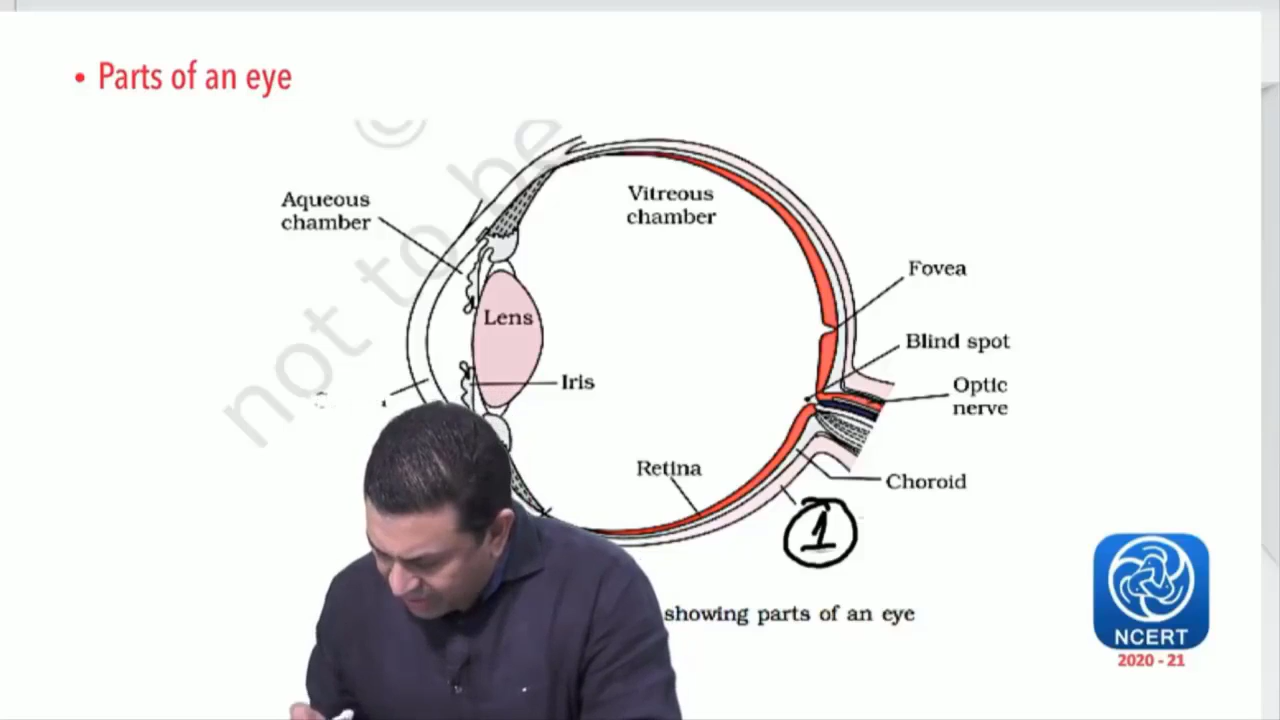 • Parts of an eye
not to be
©
Aqueous
chamber
Vitreous
chamber
Fovea
Lens
Blind spot
Iris
Optic
nerve
Retina
Choroid
1
showing parts of an eye
NCERT
2020 - 21